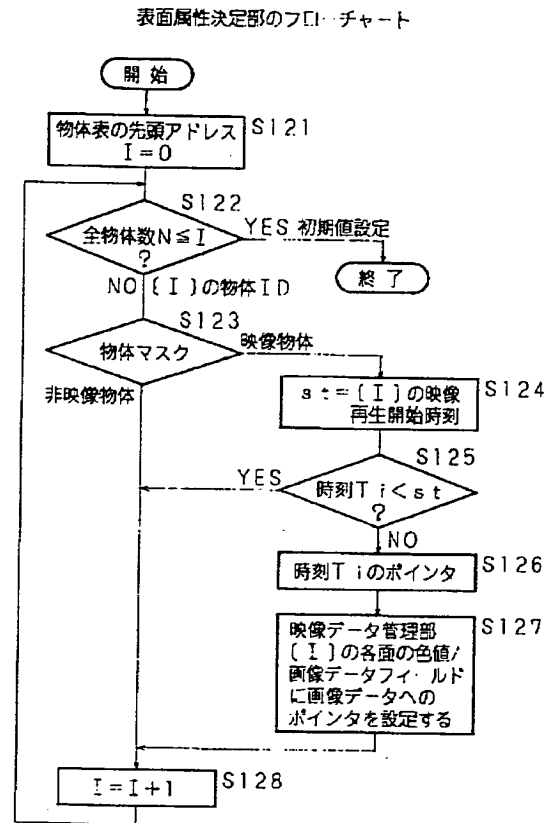 表面属性決定部のフローチャート
開始
物体表の先頭アドレス
I=0
S121
S122
全物体数N≦I
?
YES 初期値設定
終了
NO [I]の物体ID
S123
物体マスク
映像物体
非映像物体
st=[I]の映像
再生開始時刻
S124
S125
YES
時刻Ti<st
?
NO
時刻Tiのポインタ
S126
映像データ管理部
[I]の各面の色値/
画像データフィールド
に画像データへの
ポインタを設定する
S127
I=I+1
S128